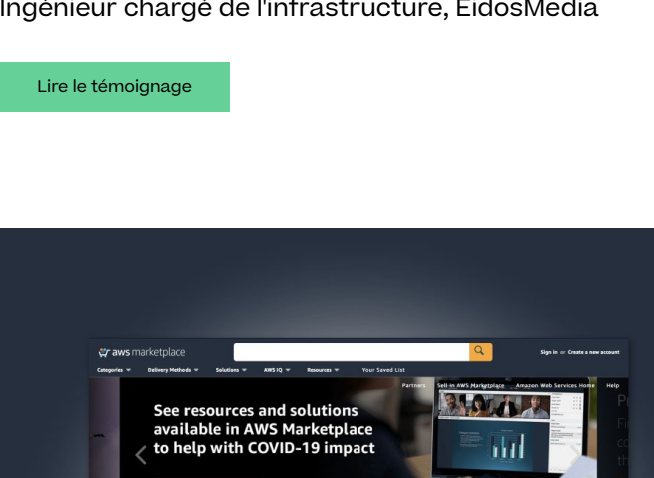 Ingénieur chargé de l'infrastructure, EidosMedia
Lire le témoignage
aws marketplace
Sign in or Create a new account
Categories Delivery Methods Solutions AWS IQ Resources Your Saved List
Partners Sell in AWS Marketplace Amazon Web Services Home Help
See resources and solutions
available in AWS Marketplace
to help with COVID-19 impact